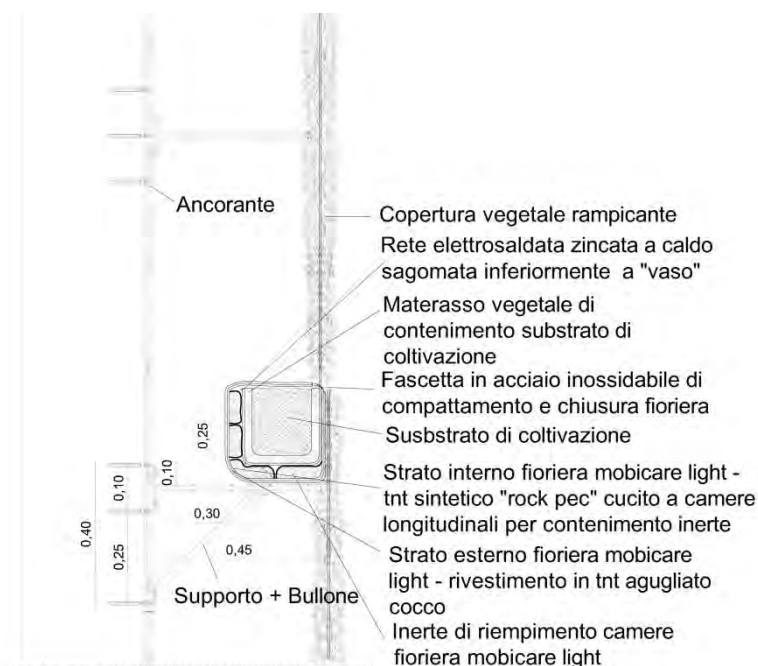 Ancorante
Copertura vegetale rampicante
Rete elettrosaldata zincata a caldo
sagomata inferiormente a "vaso"
Materasso vegetale di
contenimento substrato di
coltivazione
Fascetta in acciaio inossidabile di
compattamento e chiusura fioriera
Susbstrato di coltivazione
Strato interno fioriera mobicare light -
tnt sintetico "rock pec" cucito a camere
longitudinali per contenimento inerte
Strato esterno fioriera mobicare
light - rivestimento in tnt agugliato
cocco
Inerte di riempimento camere
fioriera mobicare light
0,25
0,10
0,10
0,40
0,25
0,30
0,45
Supporto + Bullone